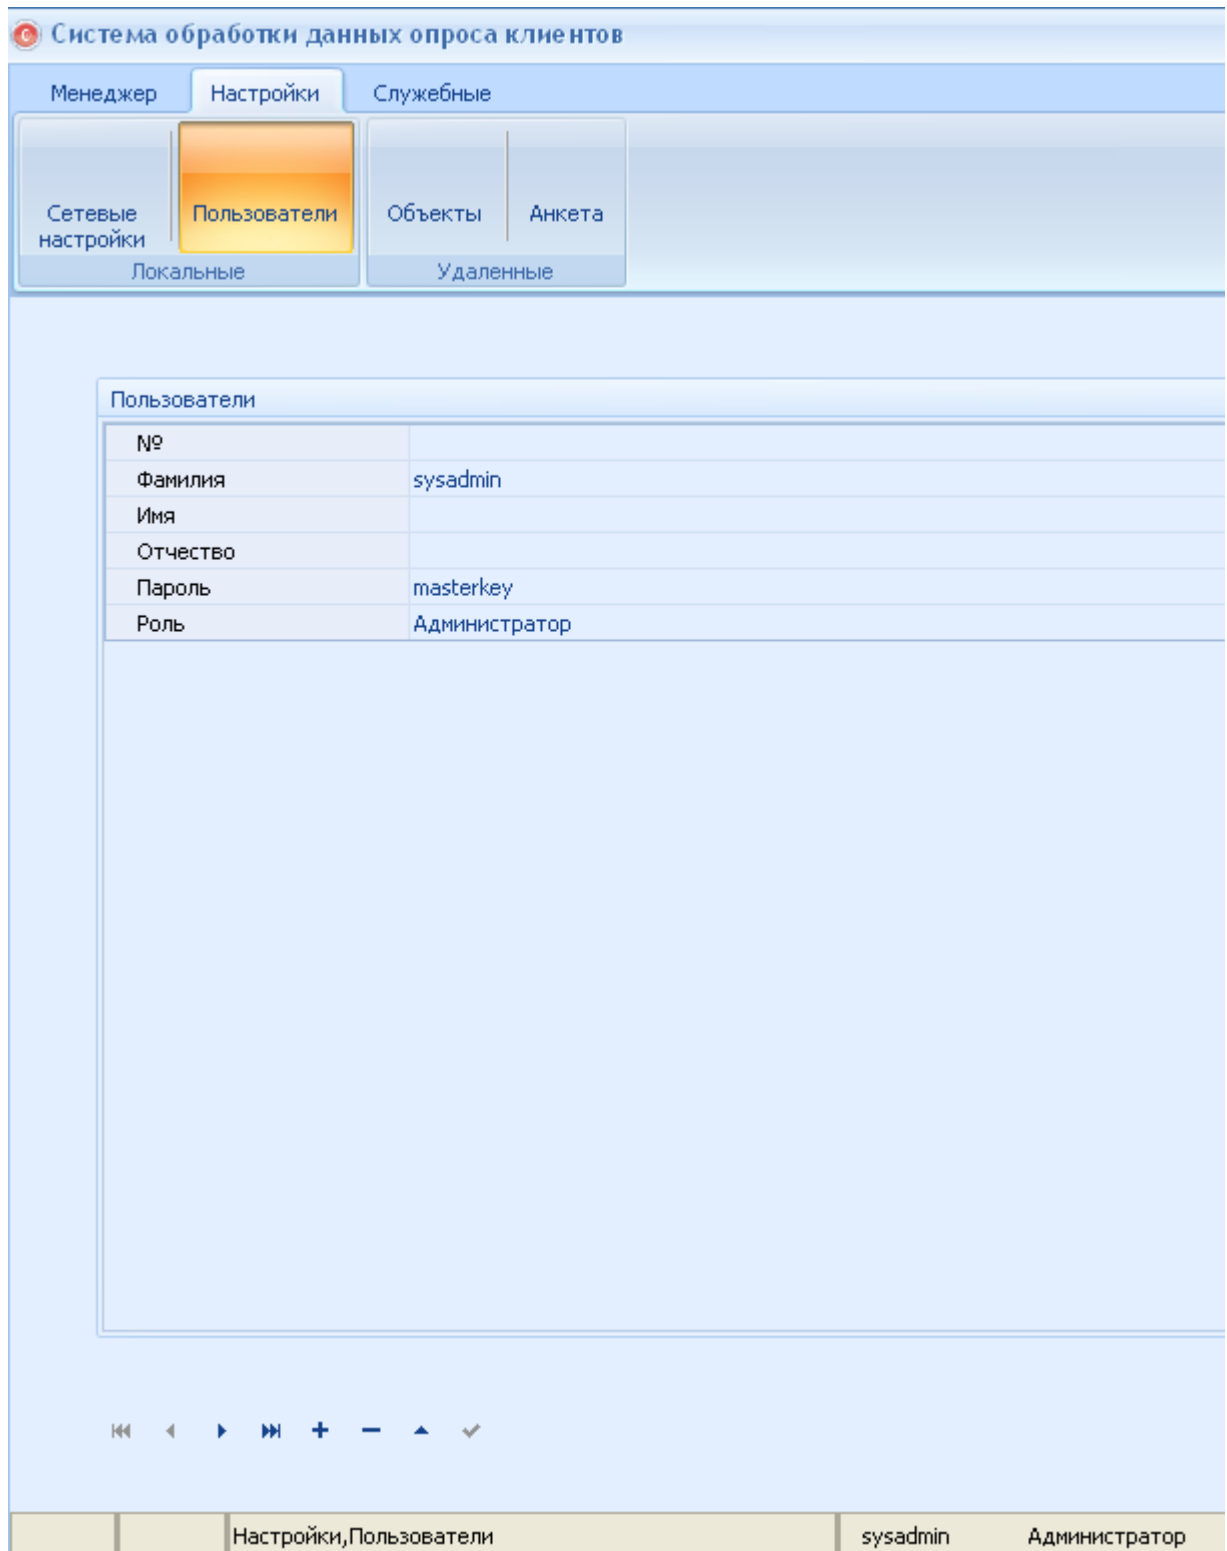 Система обработки данных опроса клиентов
Менеджер Настройки Служебные
Сетевые настройки Пользователи Объекты Анкета
Локальные Удаленные
Пользователи
№
Фамилия sysadmin
Имя
Отчество
Пароль masterkey
Роль Администратор
Настройки,Пользователи sysadmin Администратор